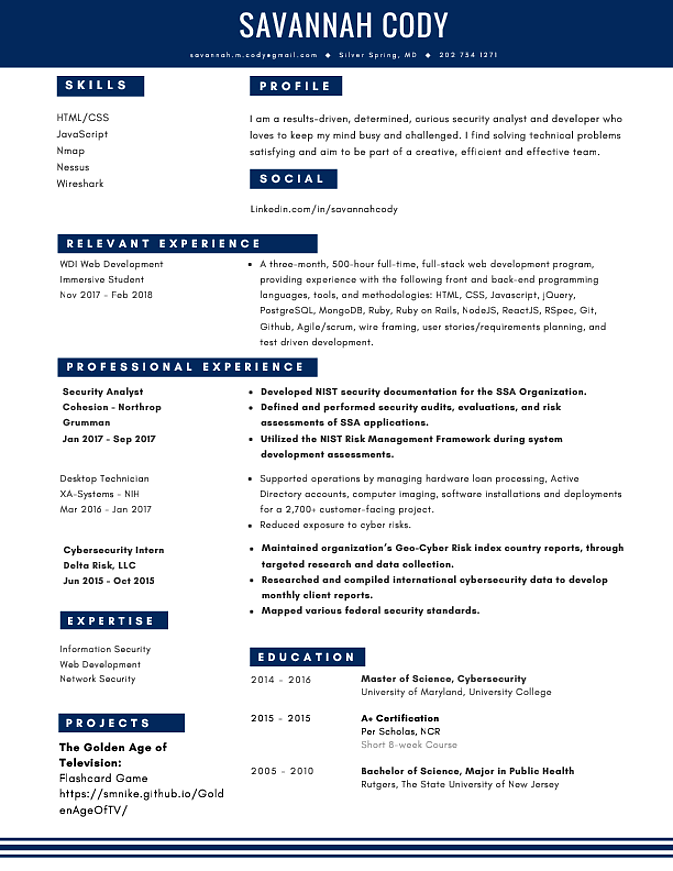 SAVANNAH CODY
savannah.m.cody@gmail.com ◆ Silver Spring, MD ◆ 202 734 1271
SKILLS
HTML/CSS
JavaScript
Nmap
Nessus
Wireshark
PROFILE
I am a results-driven, determined, curious security analyst and developer who
loves to keep my mind busy and challenged. I find solving technical problems
satisfying and aim to be part of a creative, efficient and effective team.
SOCIAL
Linkedin.com/in/savannahcody
RELEVANT EXPERIENCE
WDI Web Development
Immersive Student
Nov 2017 - Feb 2018
• A three-month, 500-hour full-time, full-stack web development program,
providing experience with the following front and back-end programming
languages, tools, and methodologies: HTML, CSS, Javascript, jQuery,
PostgreSQL, MongoDB, Ruby, Ruby on Rails, NodeJS, ReactJS, RSpec, Git,
Github, Agile/scrum, wire framing, user stories/requirements planning, and
test driven development.
PROFESSIONAL EXPERIENCE
Security Analyst
Cohesion - Northrop
Grumman
Jan 2017 - Sep 2017
• Developed NIST security documentation for the SSA Organization.
• Defined and performed security audits, evaluations, and risk
assessments of SSA applications.
• Utilized the NIST Risk Management Framework during system
development assessments.
Desktop Technician
XA-Systems - NIH
Mar 2016 - Jan 2017
• Supported operations by managing hardware loan processing, Active
Directory accounts, computer imaging, software installations and deployments
for a 2,700+ customer-facing project.
• Reduced exposure to cyber risks.
Cybersecurity Intern
Delta Risk, LLC
Jun 2015 - Oct 2015
• Maintained organization's Geo-Cyber Risk index country reports, through
targeted research and data collection.
• Researched and compiled international cybersecurity data to develop
monthly client reports.
• Mapped various federal security standards.
EXPERTISE
Information Security
Web Development
Network Security
PROJECTS
The Golden Age of
Television:
Flashcard Game
https://smnike.github.io/Gold
enAgeOfTV/
EDUCATION
2014 - 2016
Master of Science, Cybersecurity
University of Maryland, University College
2015 - 2015
A+ Certification
Per Scholas, NCR
Short 8-week Course
2005 - 2010
Bachelor of Science, Major in Public Health
Rutgers, The State University of New Jersey